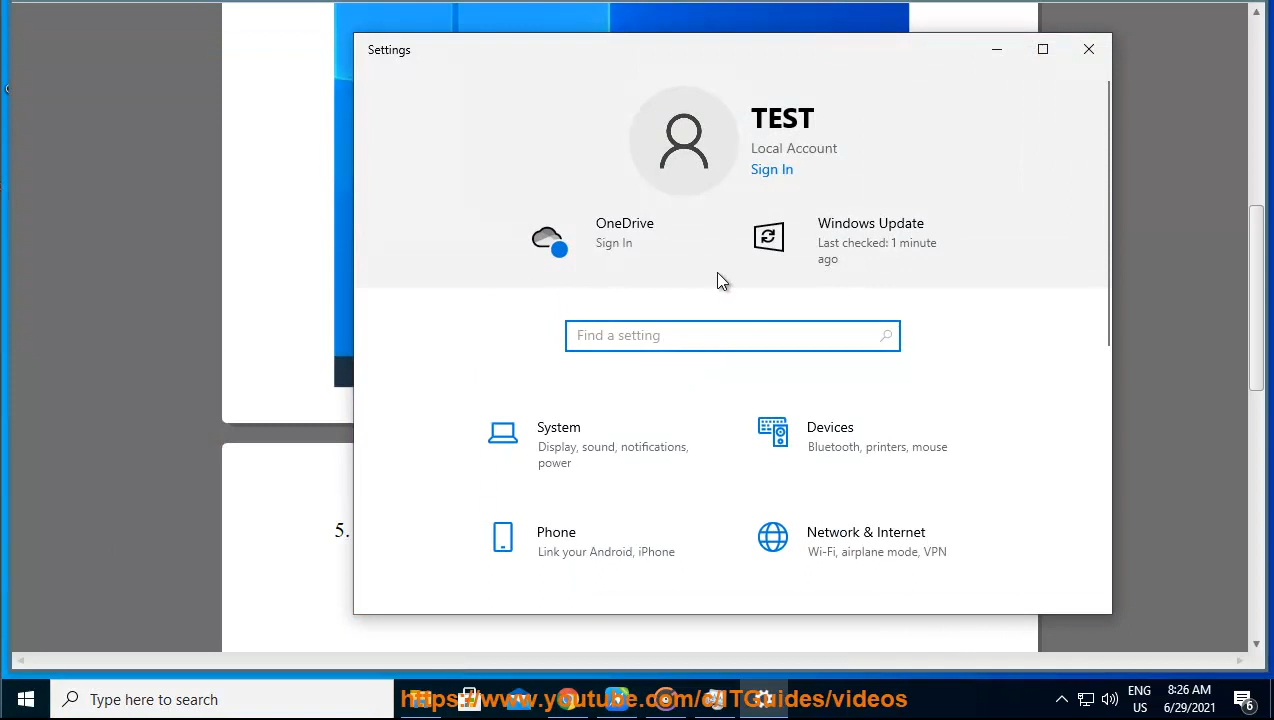 Settings
TEST
Local Account
Sign In
OneDrive
Sign In
Windows Update
Last checked: 1 minute
ago
Find a setting
System
Display, sound, notifications,
power
Devices
Bluetooth, printers, mouse
Phone
Link your Android, iPhone
Network & Internet
Wi-Fi, airplane mode, VPN
5.
Type here to search
https://www.youtube.com/c/ITGuides/videos
ENG
US
8:26 AM
6/29/2021
6